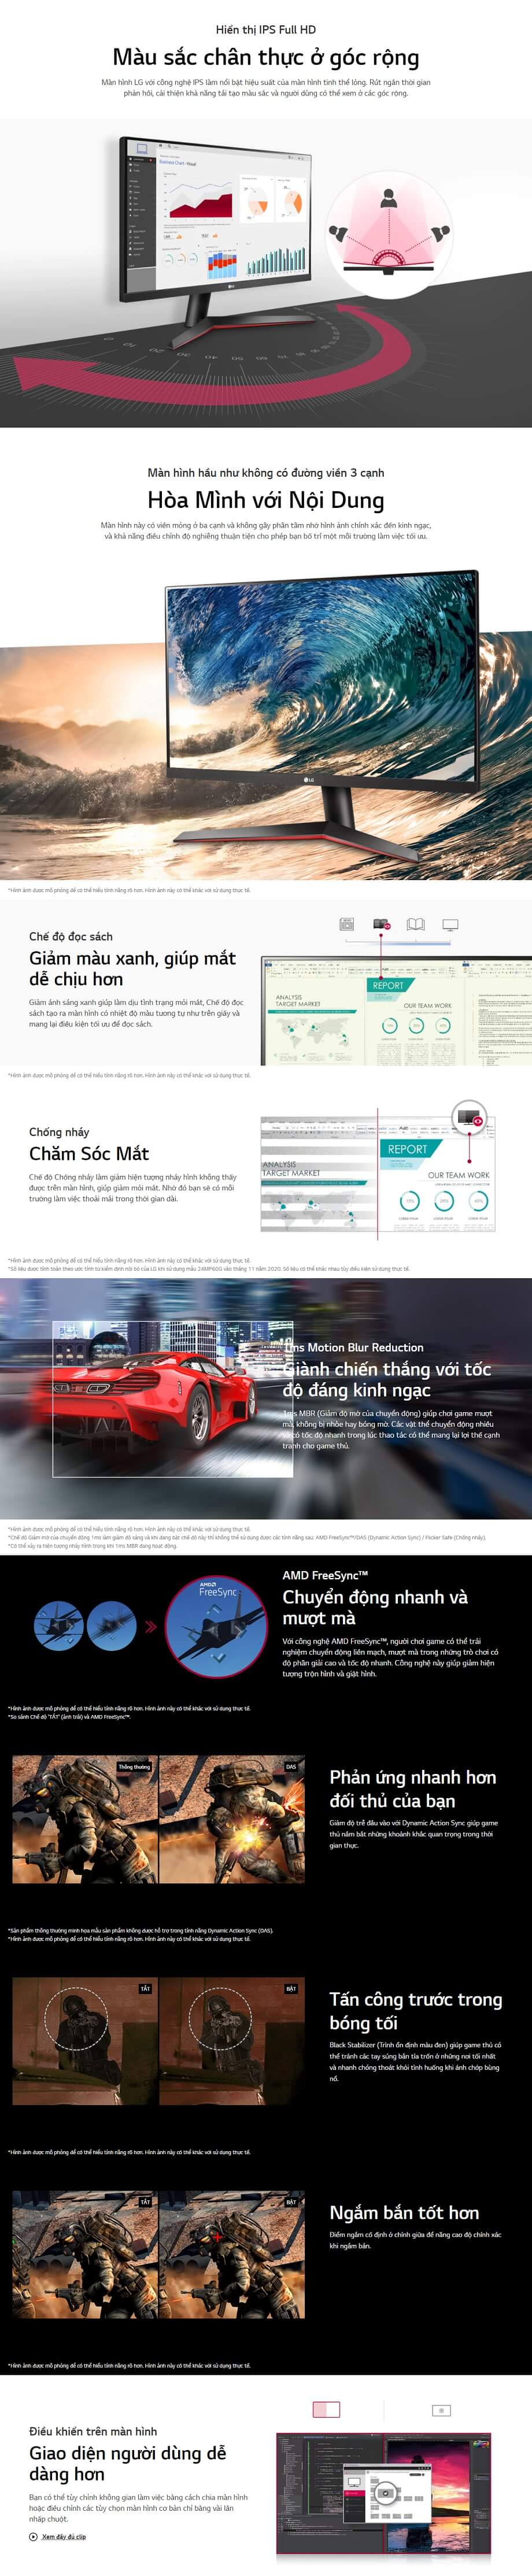 Hiển thị IPS Full HD
Màu sắc chân thực ở góc rộng
Màn hình LG với công nghệ IPS làm nổi bật hiệu suất của màn hình tinh thể lỏng. Rút ngắn thời gian
phản hồi, cải thiện khả năng tái tạo màu sắc và người dùng có thể xem ở các góc rộng.
Business Chart - Visual
LG
Màn hình hầu như không có đường viền 3 cạnh
Hòa Mình với Nội Dung
Màn hình này có viền mỏng ở ba cạnh và không gây phân tâm nhờ hình ảnh chính xác đến kinh ngạc,
và khả năng điều chỉnh độ nghiêng thuận tiện cho phép bạn bố trí một môi trường làm việc tối ưu.
LG
*Hình ảnh được mô phỏng để có thể hiểu tính năng rõ hơn. Hình ảnh này có thể khác với sử dụng thực tế.
Chế độ đọc sách
Giảm màu xanh, giúp mắt
dễ chịu hơn
Giảm ánh sáng xanh giúp làm dịu tình trạng mỏi mắt, Chế độ đọc
sách tạo ra màn hình có nhiệt độ màu tương tự như trên giấy và
mang lại điều kiện tối ưu để đọc sách.
REPORT
ANALYSIS
TARGET MARKET
OUR TEAM WORK
*Hình ảnh được mô phỏng để có thể hiểu tính năng rõ hơn. Hình ảnh này có thể khác với sử dụng thực tế.
Chống nháy
Chăm Sóc Mắt
Chế độ Chống nháy làm giảm hiện tượng nháy hình không thấy
được trên màn hình, giúp giảm mỏi mắt. Nhờ đó bạn sẽ có môi
trường làm việc thoải mái trong thời gian dài.
REPORT
ANALYSIS
TARGET MARKET
OUR TEAM WORK
*Hình ảnh được mô phỏng để có thể hiểu tính năng rõ hơn. Hình ảnh này có thể khác với sử dụng thực tế.
*Số liệu được tính toán theo ước tính từ kiểm định nội bộ của LG khi sử dụng mẫu 24MP60G vào tháng 11 năm 2020. Số liệu có thể khác nhau tùy điều kiện sử dụng thực tế.
1ms Motion Blur Reduction
Giành chiến thắng với tốc
độ đáng kinh ngạc
1ms MBR (Giảm độ mờ của chuyển động) giúp chơi game mượt
mà, không bị nhòe hay bóng mờ. Các vật thể chuyển động nhiều
và có tốc độ nhanh trong lúc thao tác có thể mang lại lợi thế cạnh
tranh cho game thủ.
*Hình ảnh được mô phỏng để có thể hiểu tính năng rõ hơn. Hình ảnh này có thể khác với sử dụng thực tế.
*Chế độ Giảm mờ của chuyển động 1ms làm giảm độ sáng và khi đang bật chế độ này thì không thể sử dụng được các tính năng sau: AMD FreeSync™/DAS (Dynamic Action Sync) / Flicker Safe (Chống nháy).
*Có thể xảy ra hiện tượng nháy hình trong khi 1ms MBR đang hoạt động.
AMD
FreeSync
AMD FreeSync™
Chuyển động nhanh và
mượt mà
Với công nghệ AMD FreeSync™, người chơi game có thể trải
nghiệm chuyển động liền mạch, mượt mà trong những trò chơi có
độ phân giải cao và tốc độ nhanh. Công nghệ này giúp giảm hiện
tượng trộn hình và giật hình.
*Hình ảnh được mô phỏng để có thể hiểu tính năng rõ hơn. Hình ảnh này có thể khác với sử dụng thực tế.
*So sánh Chế độ "TẮT" (ảnh trái) và AMD FreeSync™.
Thông thường
DAS
Phản ứng nhanh hơn
đối thủ của bạn
Giảm độ trễ đầu vào với Dynamic Action Sync giúp game
thủ nắm bắt những khoảnh khắc quan trọng trong thời
gian thực.
*Sản phẩm thông thường minh họa mẫu sản phẩm không được hỗ trợ trong tính năng Dynamic Action Sync (DAS).
*Hình ảnh được mô phỏng để có thể hiểu tính năng rõ hơn. Hình ảnh này có thể khác với sử dụng thực tế.
TẮT
BẬT
Tấn công trước trong
bóng tối
Black Stabilizer (Trình ổn định màu đen) giúp game thủ có
thể tránh các tay súng bắn tỉa trốn ở những nơi tối nhất
và nhanh chóng thoát khỏi tình huống khi ánh chớp bùng
nổ.
*Hình ảnh được mô phỏng để có thể hiểu tính năng rõ hơn. Hình ảnh này có thể khác với sử dụng thực tế.
TẮT
BẬT
Ngắm bắn tốt hơn
Điểm ngắm cố định ở chính giữa để nâng cao độ chính xác
khi ngắm bắn.
*Hình ảnh được mô phỏng để có thể hiểu tính năng rõ hơn. Hình ảnh này có thể khác với sử dụng thực tế.
Điều khiển trên màn hình
Giao diện người dùng dễ
dàng hơn
Bạn có thể tùy chỉnh không gian làm việc bằng cách chia màn hình
hoặc điều chỉnh các tùy chọn màn hình cơ bản chỉ bằng vài lần
nhấp chuột.
Xem đầy đủ clip